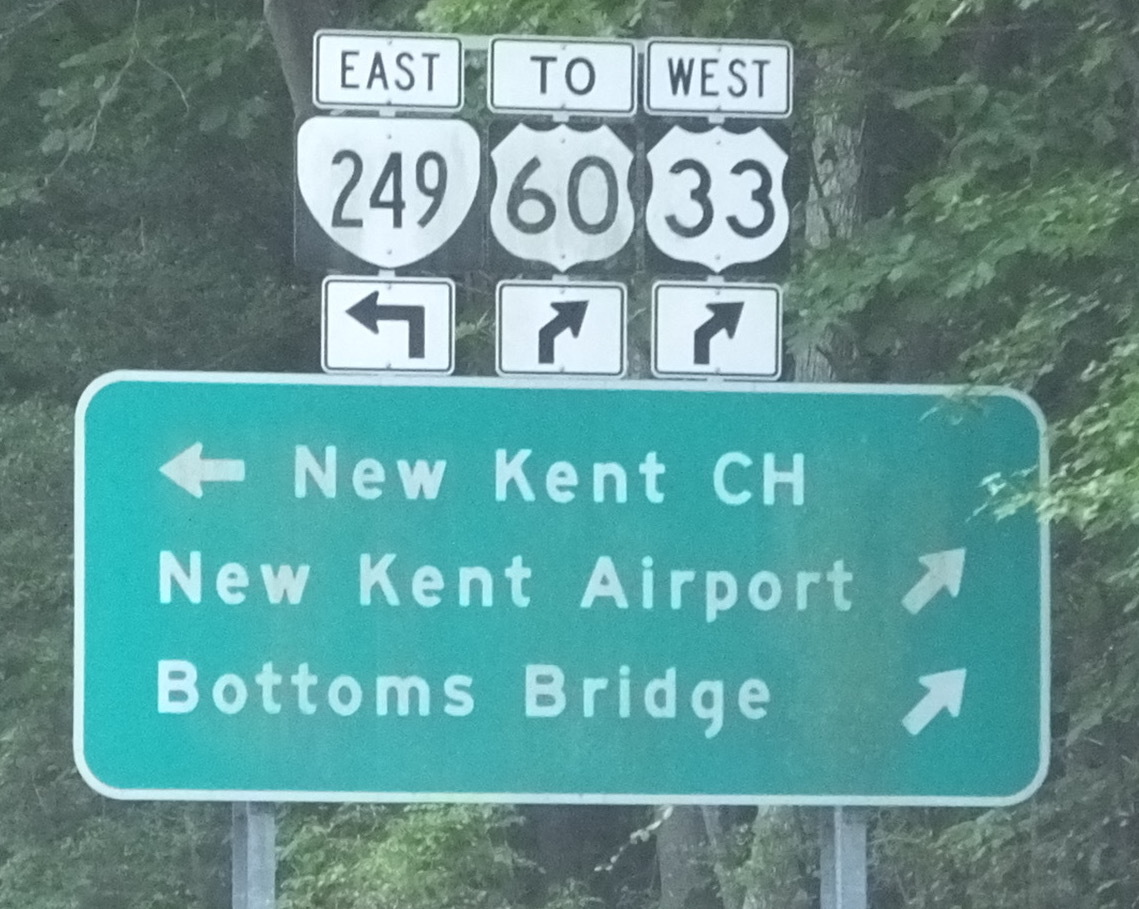 EAST TO WEST
249 60 33
New Kent CH
New Kent Airport
Bottoms Bridge